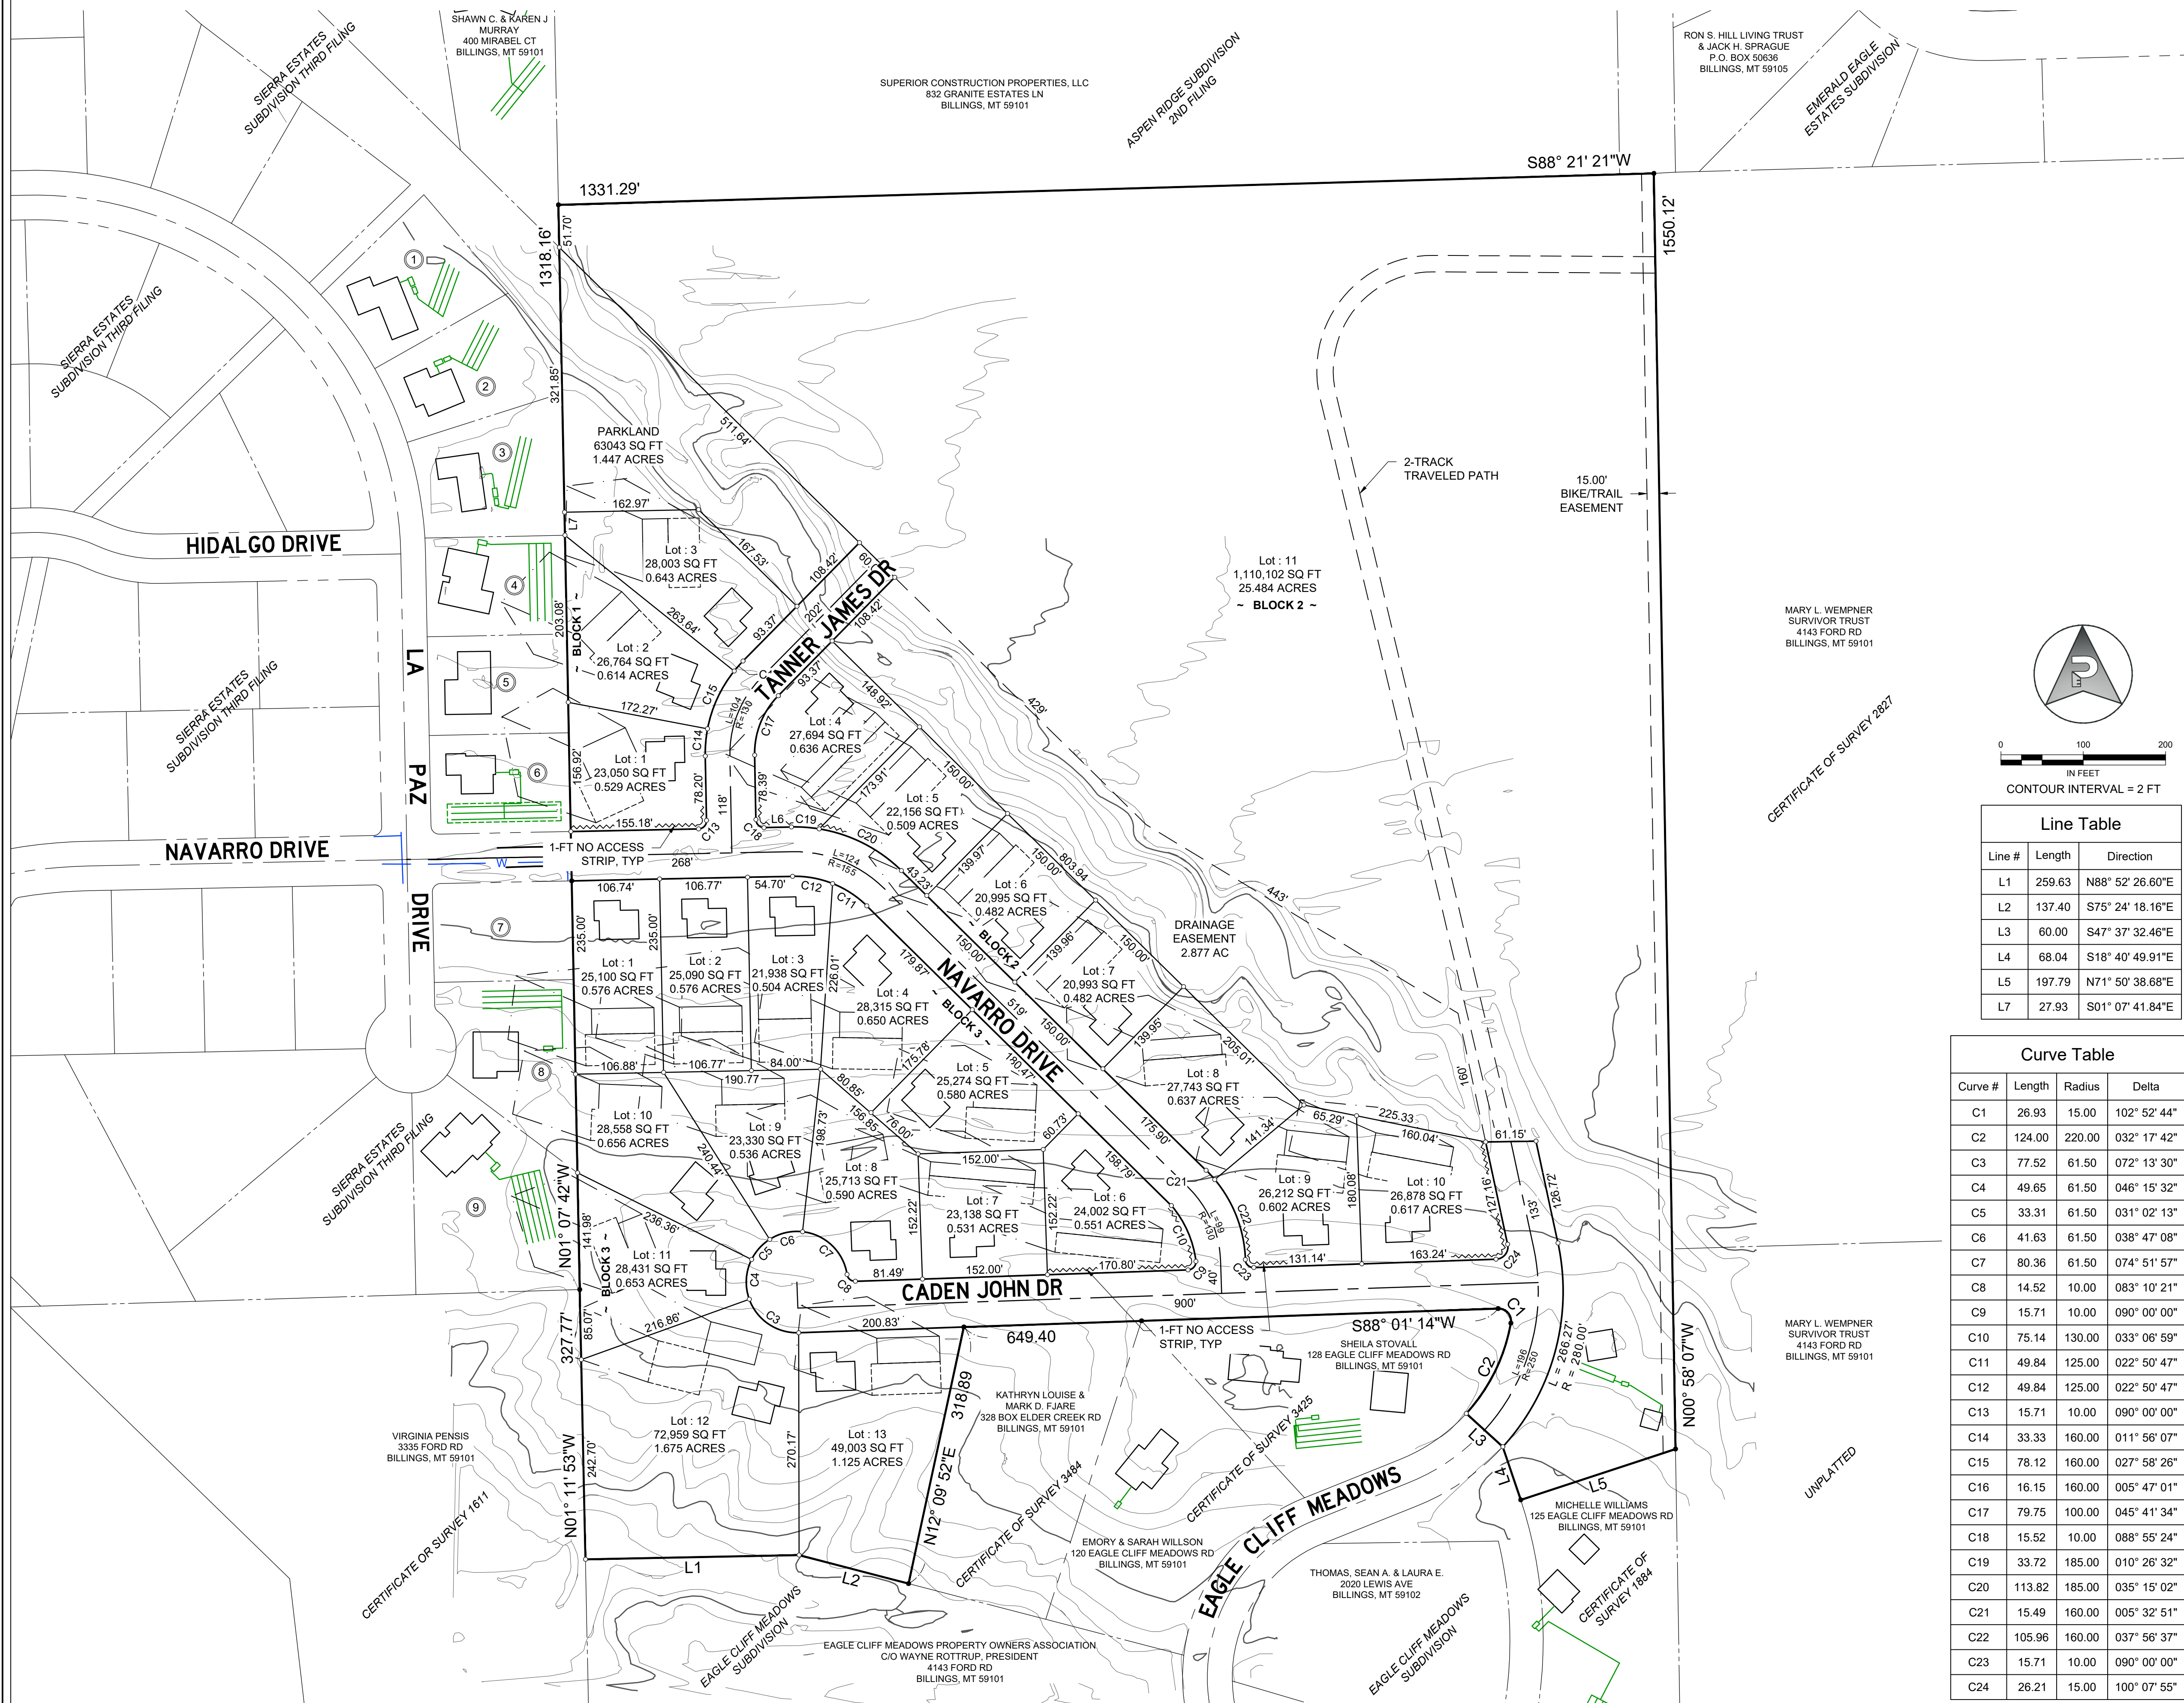 SHAWN C. & KAREN J
MURRAY
400 MIRABEL CT
BILLINGS, MT 59101
SIERRA ESTATES
SUBDIVISION THIRD FILING
SUPERIOR CONSTRUCTION PROPERTIES, LLC
832 GRANITE ESTATES LN
BILLINGS, MT 59101
ASPEN RIDGE SUBDIVISION
2ND FILING
RON S. HILL LIVING TRUST
& JACK H. SPRAGUE
P.O. BOX 50636
BILLINGS, MT 59105
EMERALD EAGLE
ESTATES SUBDIVISION
S88° 21' 21"W
1331.29'
51.70'
1318.16'
1550.12'
1
SIERRA ESTATES
SUBDIVISION THIRD FILING
2
321.85'
3
PARKLAND
63043 SQ FT
1.447 ACRES
511.64'
2-TRACK
TRAVELED PATH
15.00'
BIKE/TRAIL
EASEMENT
162.97'
L7
HIDALGO DRIVE
4
Lot : 3
28,003 SQ FT
0.643 ACRES
167.53'
108.42'
60.
TANNER JAMES DR
202'
108.42'
Lot : 11
1,110,102 SQ FT
25.484 ACRES
~ BLOCK 2 ~
MARY L. WEMPNER
SURVIVOR TRUST
4143 FORD RD
BILLINGS, MT 59101
203.08'
~ BLOCK 1 ~
263.64'
93.37'
C
93.37'
LA
PAZ
DRIVE
SIERRA ESTATES
SUBDIVISION THIRD FILING
5
Lot : 2
26,764 SQ FT
0.614 ACRES
C15
L=104
R=130
C17
148.92'
429'
172.27'
C14
Lot : 4
27,694 SQ FT
0.636 ACRES
CERTIFICATE OF SURVEY 2827
0 100 200
IN FEET
CONTOUR INTERVAL = 2 FT
6
156.92'
Lot : 1
23,050 SQ FT
0.529 ACRES
78.20'
118'
78.39'
173.91'
150.00'
155.18'
C13
C18
L6
C19
C20
Lot : 5
22,156 SQ FT
0.509 ACRES
NAVARRO DRIVE
W
1-FT NO ACCESS
STRIP, TYP
268'
L=124
R=155
43.23'
139.97'
150.00'
803.94
443'
106.74'
106.77'
54.70'
C12
C11
Lot : 6
20,995 SQ FT
0.482 ACRES
7
235.00'
235.00'
226.01'
179.87'
150.00'
~ BLOCK 2 ~
139.96'
150.00'
DRAINAGE
EASEMENT
2.877 AC
Lot : 1
25,100 SQ FT
0.576 ACRES
Lot : 2
25,090 SQ FT
0.576 ACRES
Lot : 3
21,938 SQ FT
0.504 ACRES
Lot : 4
28,315 SQ FT
0.650 ACRES
NAVARRO DRIVE
519'
~ BLOCK 3 ~
Lot : 7
20,993 SQ FT
0.482 ACRES
150.00'
139.95'
205.01'
160'
8
106.88'
106.77'
190.77
84.00'
80.85'
175.78'
180.47'
Lot : 5
25,274 SQ FT
0.580 ACRES
Lot : 8
27,743 SQ FT
0.637 ACRES
175.90'
141.34'
65.29'
225.33
160.04'
61.15'
SIERRA ESTATES
SUBDIVISION THIRD FILING
9
Lot : 10
28,558 SQ FT
0.656 ACRES
240.44'
Lot : 9
23,330 SQ FT
0.536 ACRES
198.73'
156.85
76.00'
60.73'
152.00'
Lot : 8
25,713 SQ FT
0.590 ACRES
152.22'
Lot : 7
23,138 SQ FT
0.531 ACRES
152.22'
Lot : 6
24,002 SQ FT
0.551 ACRES
158.79'
C21
C10
L=99
R=130
C22
Lot : 9
26,212 SQ FT
0.602 ACRES
180.08'
Lot : 10
26,878 SQ FT
0.617 ACRES
127.16'
133'
126.72'
N01° 07' 42"W
141.98'
236.36'
~ BLOCK 3 ~
Lot : 11
28,431 SQ FT
0.653 ACRES
C4
C5
C6
C7
C8
81.49'
152.00'
170.80'
C9
40'
C23
131.14'
163.24'
C24
CADEN JOHN DR
900'
85.07'
216.86'
C3
200.83'
649.40
1-FT NO ACCESS
STRIP, TYP
S88° 01' 14"W
C1
327.77'
SHEILA STOVALL
128 EAGLE CLIFF MEADOWS RD
BILLINGS, MT 59101
C2
L=196
R=250
L = 266.27'
R = 280.00'
MARY L. WEMPNER
SURVIVOR TRUST
4143 FORD RD
BILLINGS, MT 59101
N00° 58' 07"W
KATHRYN LOUISE &
MARK D. FJARE
328 BOX ELDER CREEK RD
BILLINGS, MT 59101
318.89
N12° 09' 52"E
CERTIFICATE OF SURVEY 3425
L3
L4
L5
VIRGINIA PENSIS
3335 FORD RD
BILLINGS, MT 59101
N01° 11' 53"W
242.70'
Lot : 12
72,959 SQ FT
1.675 ACRES
270.17'
Lot : 13
49,003 SQ FT
1.125 ACRES
CERTIFICATE OF SURVEY 3484
EAGLE CLIFF MEADOWS
UNPLATTED
CERTIFICATE OR SURVEY 1611
L1
L2
EMORY & SARAH WILLSON
120 EAGLE CLIFF MEADOWS RD
BILLINGS, MT 59101
MICHELLE WILLIAMS
125 EAGLE CLIFF MEADOWS RD
BILLINGS, MT 59101
THOMAS, SEAN A. & LAURA E.
2020 LEWIS AVE
BILLINGS, MT 59102
CERTIFICATE OF
SURVEY 1884
EAGLE CLIFF MEADOWS
SUBDIVISION
EAGLE CLIFF MEADOWS PROPERTY OWNERS ASSOCIATION
C/O WAYNE ROTTRUP, PRESIDENT
4143 FORD RD
BILLINGS, MT 59101
EAGLE CLIFF MEADOWS
SUBDIVISION
Line Table
Line # Length Direction
L1 259.63 N88° 52' 26.60"E
L2 137.40 S75° 24' 18.16"E
L3 60.00 S47° 37' 32.46"E
L4 68.04 S18° 40' 49.91"E
L5 197.79 N71° 50' 38.68"E
L7 27.93 S01° 07' 41.84"E
Curve Table
Curve # Length Radius Delta
C1 26.93 15.00 102° 52' 44"
C2 124.00 220.00 032° 17' 42"
C3 77.52 61.50 072° 13' 30"
C4 49.65 61.50 046° 15' 32"
C5 33.31 61.50 031° 02' 13"
C6 41.63 61.50 038° 47' 08"
C7 80.36 61.50 074° 51' 57"
C8 14.52 10.00 083° 10' 21"
C9 15.71 10.00 090° 00' 00"
C10 75.14 130.00 033° 06' 59"
C11 49.84 125.00 022° 50' 47"
C12 49.84 125.00 022° 50' 47"
C13 15.71 10.00 090° 00' 00"
C14 33.33 160.00 011° 56' 07"
C15 78.12 160.00 027° 58' 26"
C16 16.15 160.00 005° 47' 01"
C17 79.75 100.00 045° 41' 34"
C18 15.52 10.00 088° 55' 24"
C19 33.72 185.00 010° 26' 32"
C20 113.82 185.00 035° 15' 02"
C21 15.49 160.00 005° 32' 51"
C22 105.96 160.00 037° 56' 37"
C23 15.71 10.00 090° 00' 00"
C24 26.21 15.00 100° 07' 55"